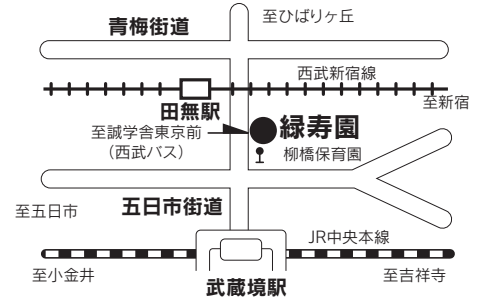 至ひばりヶ丘
青梅街道
西武新宿線
至新宿
田無駅
至誠学舎東京前
（西武バス）
緑寿園
柳橋保育園
至五日市
五日市街道
JR中央本線
至小金井
至吉祥寺
武蔵境駅